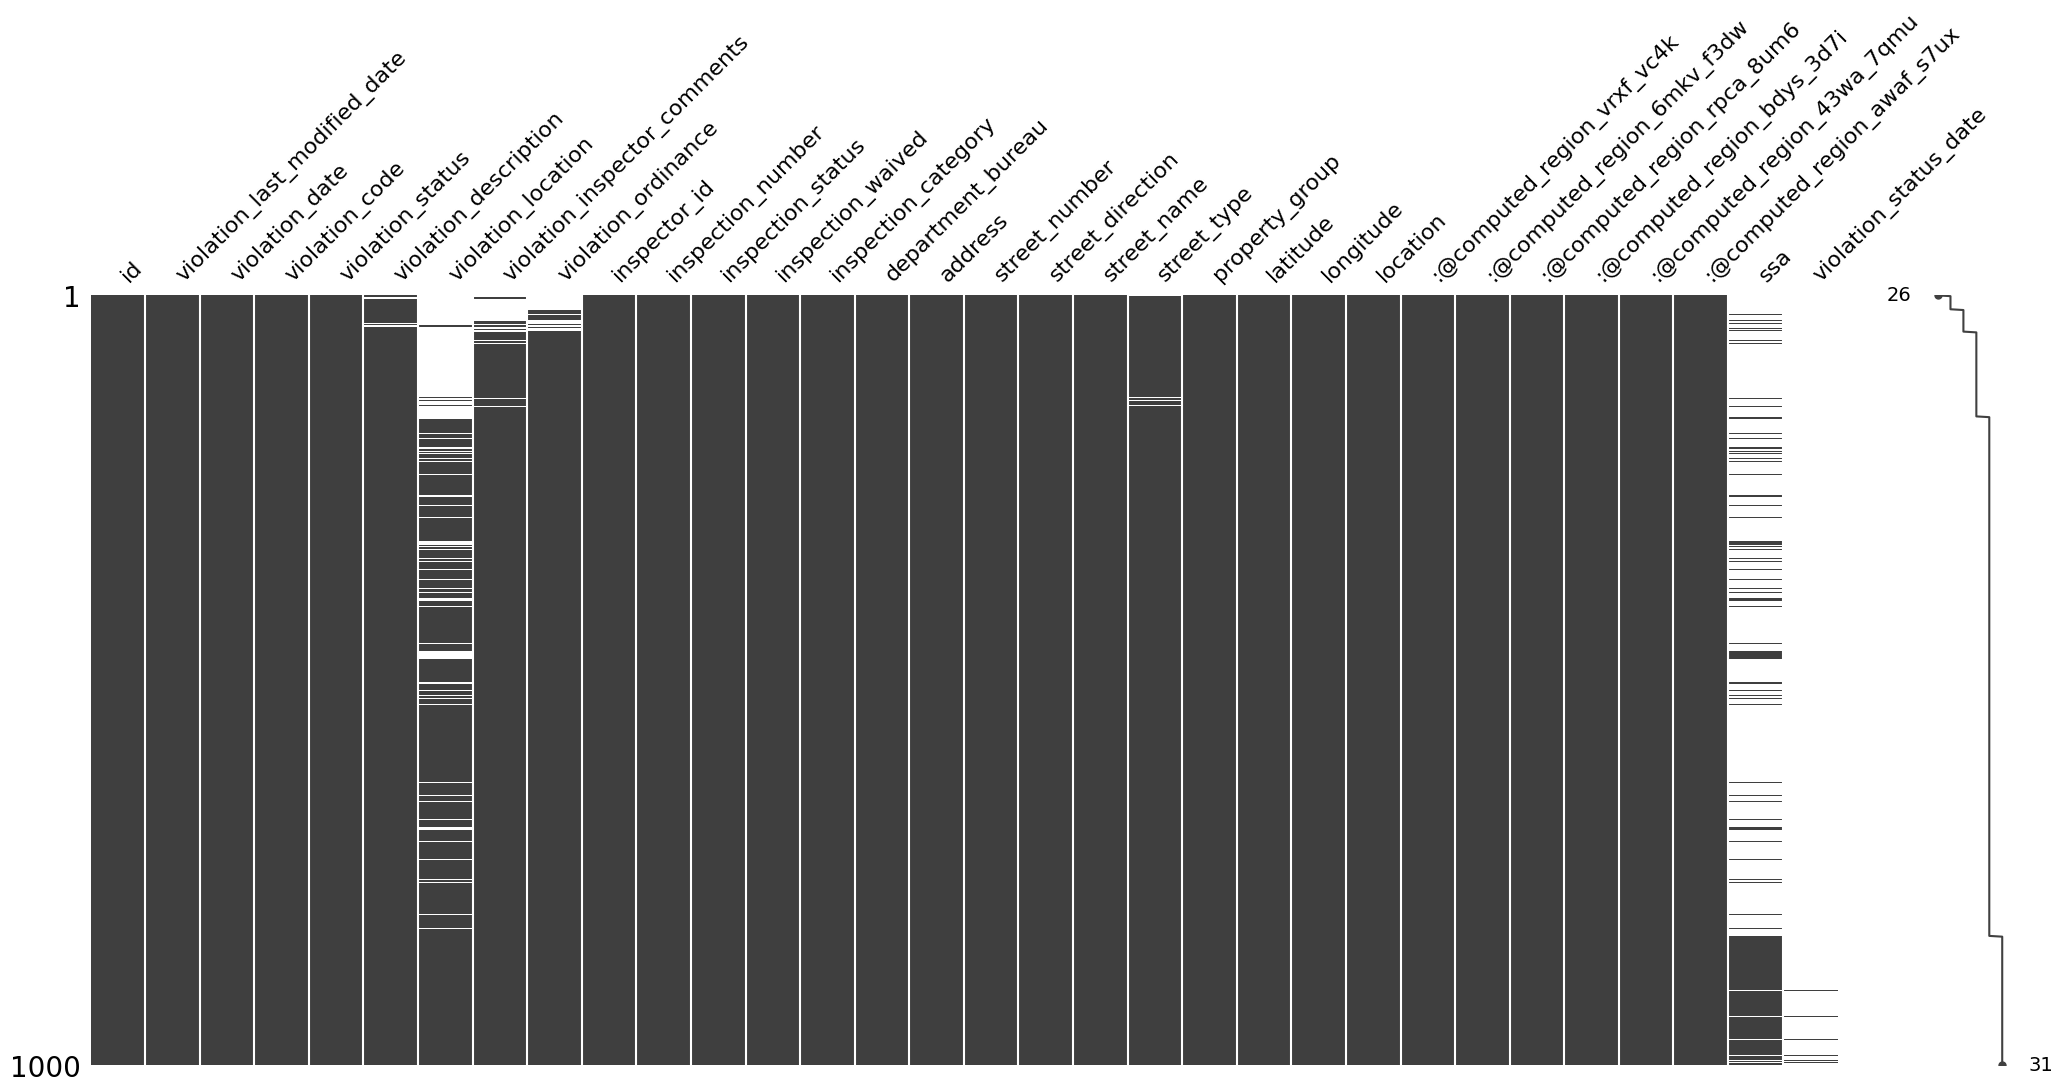 id
violation_last_modified_date
violation_date
violation_code
violation_status
violation_description
violation_location
violation_inspector_comments
violation_ordinance
inspector_id
inspection_number
inspection_status
inspection_waived
inspection_category
department_bureau
address
street_number
street_direction
street_name
street_type
property_group
latitude
longitude
location
:@computed_region_vrxf_vc4k
:@computed_region_6mkv_f3dw
:@computed_region_rpca_8um6
:@computed_region_bdys_3d7i
:@computed_region_43wa_7qmu
:@computed_region_awaf_s7ux
ssa
violation_status_date
1
26
1000
31